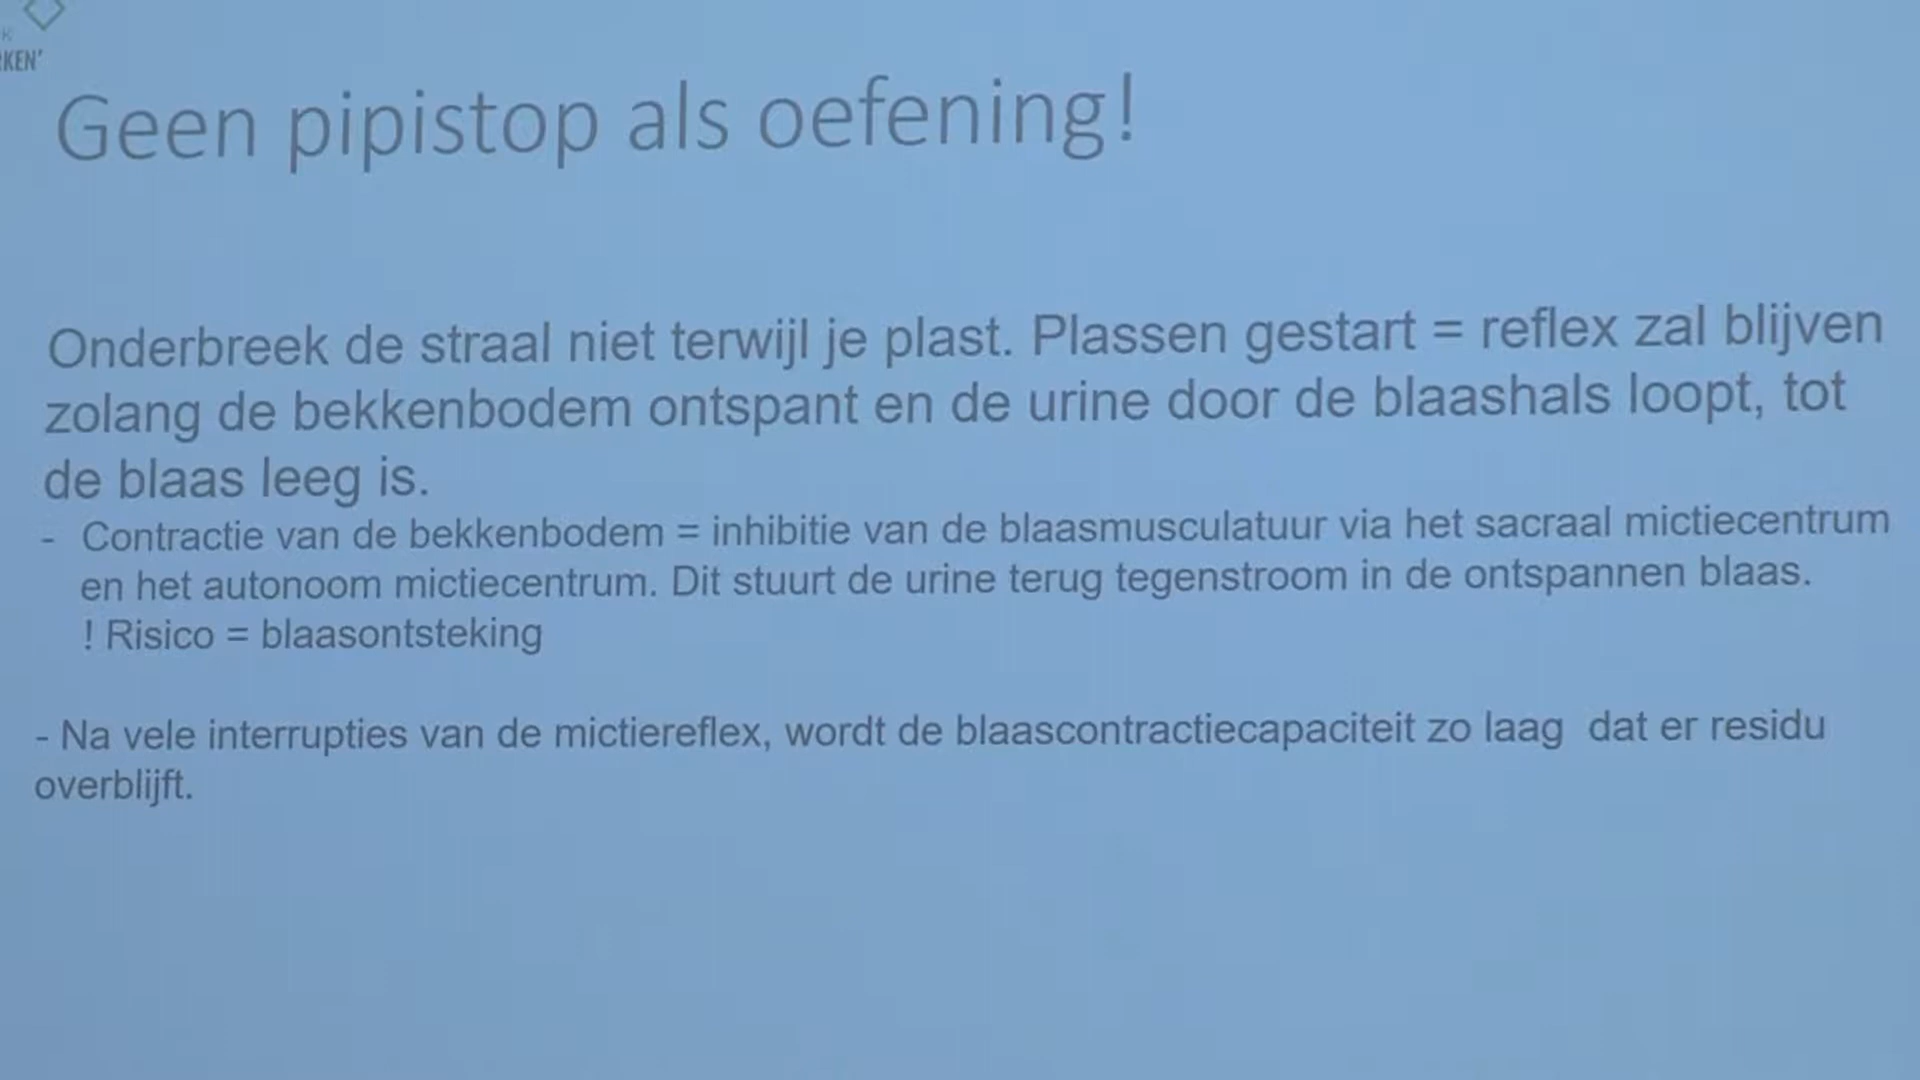 K
RKEN'
Geen pipistop als oefening!
Onderbreek de straal niet terwijl je plast. Plassen gestart = reflex zal blijven
zolang de bekkenbodem ontspant en de urine door de blaashals loopt, tot
de blaas leeg is.
- Contractie van de bekkenbodem = inhibitie van de blaasmusculatuur via het sacraal mictiecentrum
en het autonoom mictiecentrum. Dit stuurt de urine terug tegenstroom in de ontspannen blaas.
! Risico = blaasontsteking
- Na vele interrupties van de mictiereflex, wordt de blaascontractiecapaciteit zo laag  dat er residu
overblijft.